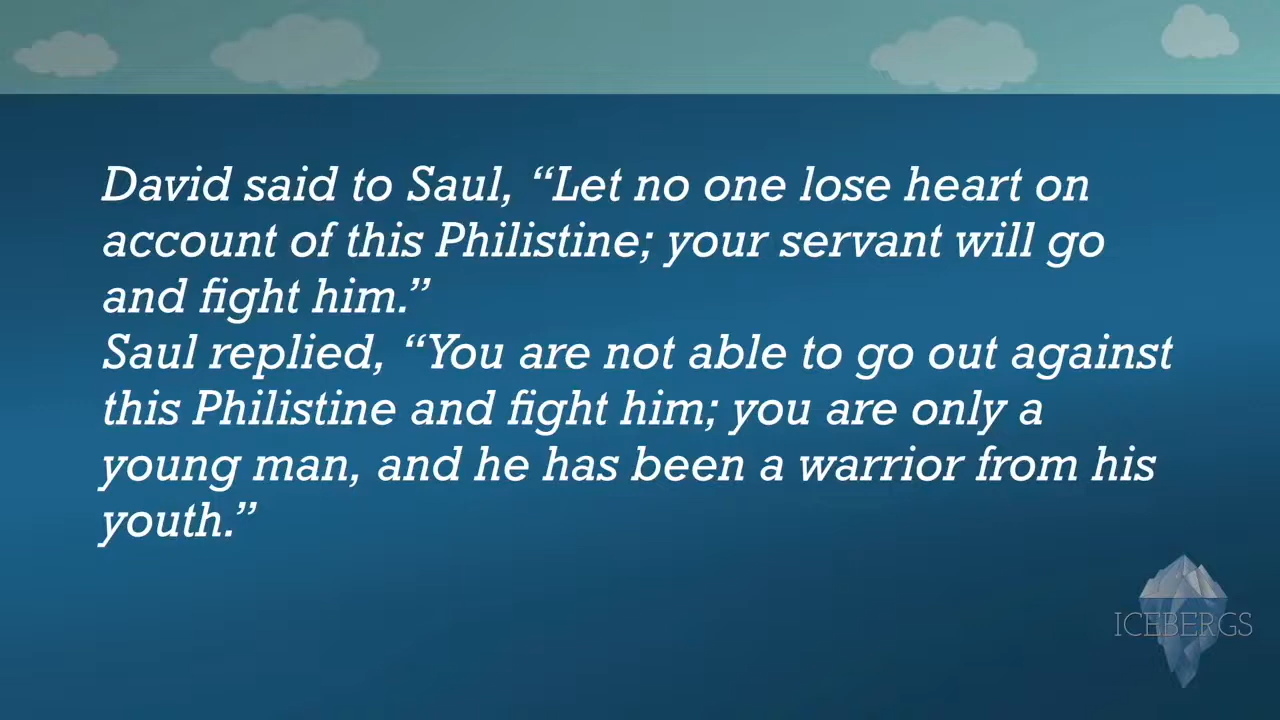 David said to Saul, “Let no one lose heart on
account of this Philistine; your servant will go
and fight him.”
Saul replied, “You are not able to go out against
this Philistine and fight him; you are only a
young man, and he has been a warrior from his
youth.”
ICEBERGS